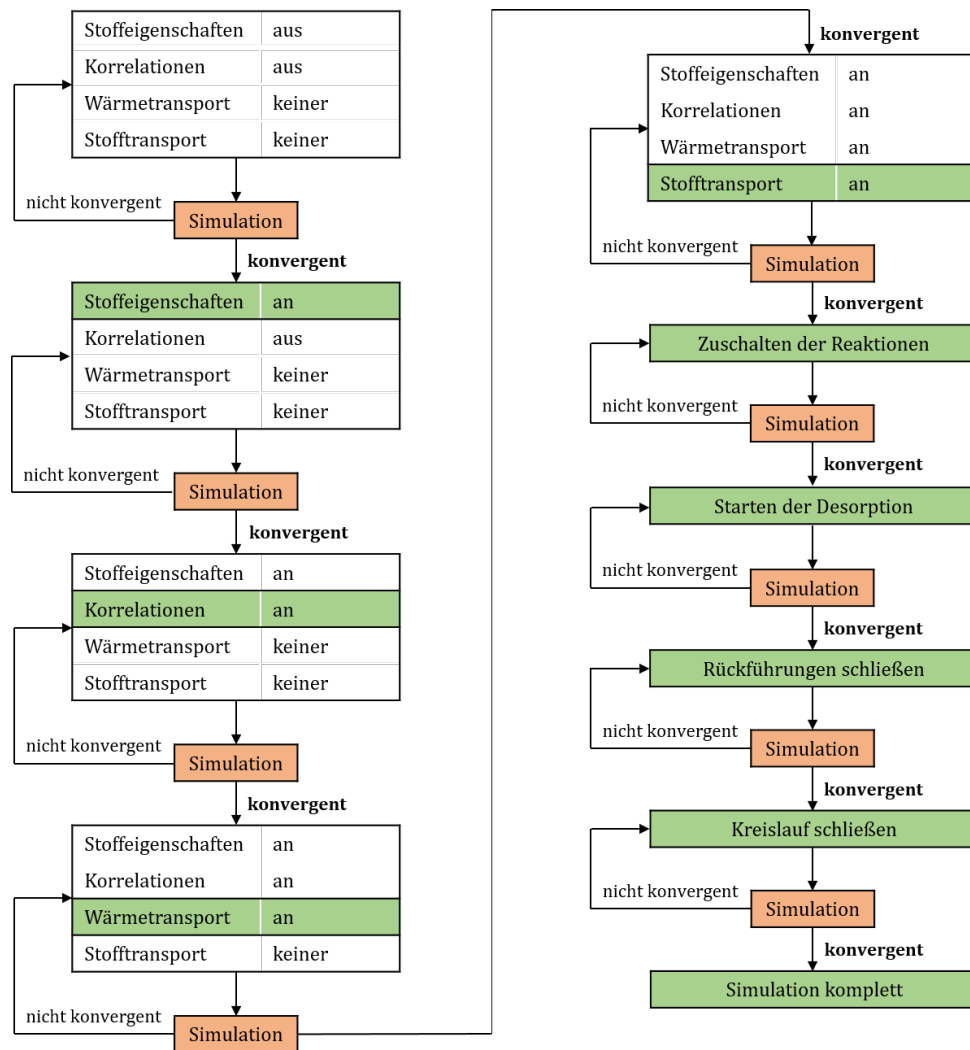 Stoffeigenschaften aus
Korrelationen aus
Wärmetransport keiner
Stofftransport keiner
nicht konvergent
Simulation
konvergent
Stoffeigenschaften an
Korrelationen aus
Wärmetransport keiner
Stofftransport keiner
nicht konvergent
Simulation
konvergent
Stoffeigenschaften an
Korrelationen an
Wärmetransport keiner
Stofftransport keiner
nicht konvergent
Simulation
konvergent
Stoffeigenschaften an
Korrelationen an
Wärmetransport an
Stofftransport keiner
nicht konvergent
Simulation
konvergent
Stoffeigenschaften an
Korrelationen an
Wärmetransport an
Stofftransport an
nicht konvergent
Simulation
konvergent
Zuschalten der Reaktionen
nicht konvergent
Simulation
konvergent
Starten der Desorption
nicht konvergent
Simulation
konvergent
Rückführungen schließen
nicht konvergent
Simulation
konvergent
Kreislauf schließen
nicht konvergent
Simulation
konvergent
Simulation komplett